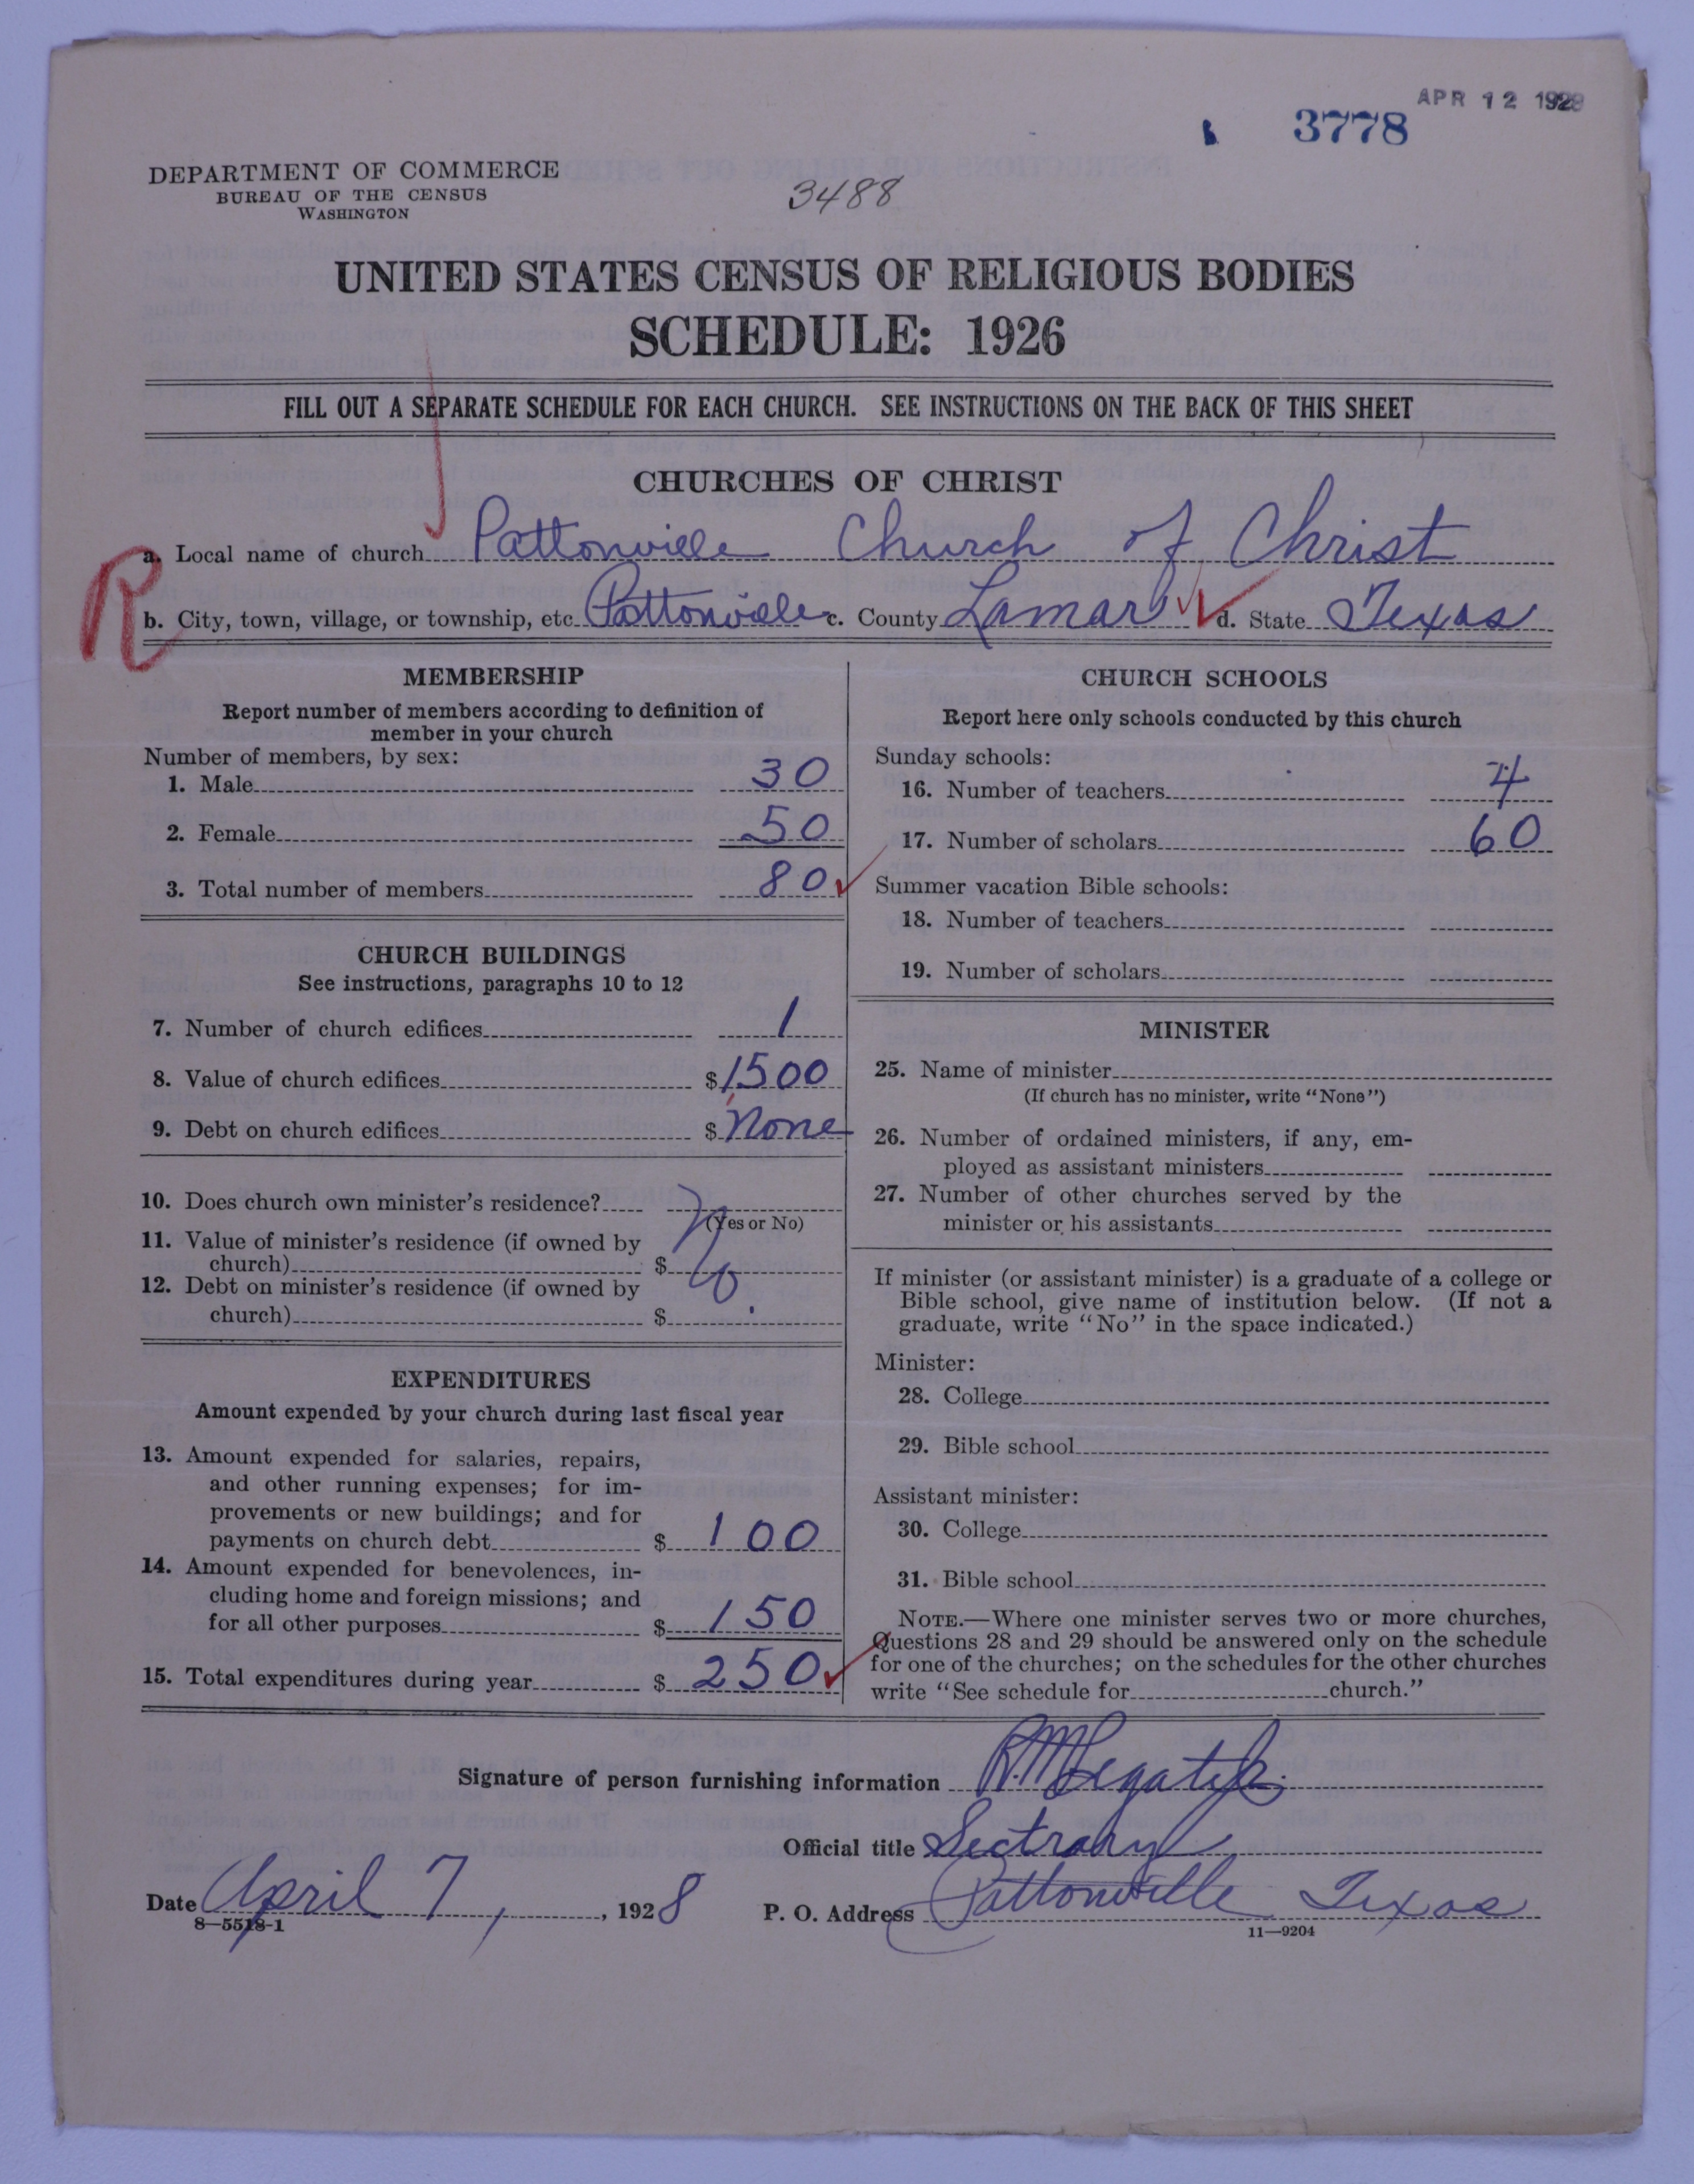 APR 12 1928
3778
DEPARTMENT OF COMMERCE
BUREAU OF THE CENSUS
WASHINGTON
3488
UNITED STATES CENSUS OF RELIGIOUS BODIES
SCHEDULE: 1926
FILL OUT A SEPARATE SCHEDULE FOR EACH CHURCH. SEE INSTRUCTIONS ON THE BACK OF THIS SHEET
CHURCHES OF CHRIST
R
a. Local name of church Pattonville Church of Christ
b. City, town, village, or township, etc. Pattonville c. County Lamar d. State Texas
MEMBERSHIP
Report number of members according to definition of
member in your church
Number of members, by sex:
1. Male 30
2. Female 50
3. Total number of members 80
CHURCH BUILDINGS
See instructions, paragraphs 10 to 12
7. Number of church edifices 1
8. Value of church edifices $1500
9. Debt on church edifices $ None
10. Does church own minister's residence?
(Yes or No)
No.
11. Value of minister's residence (if owned by
church) $
12. Debt on minister's residence (if owned by
church) $
EXPENDITURES
Amount expended by your church during last fiscal year
13. Amount expended for salaries, repairs,
and other running expenses; for im-
provements or new buildings; and for
payments on church debt $ 100
14. Amount expended for benevolences, in-
cluding home and foreign missions; and
for all other purposes $ 150
15. Total expenditures during year $ 250
CHURCH SCHOOLS
Report here only schools conducted by this church
Sunday schools:
16. Number of teachers 4
17. Number of scholars 60
Summer vacation Bible schools:
18. Number of teachers
19. Number of scholars
MINISTER
25. Name of minister
(If church has no minister, write "None")
26. Number of ordained ministers, if any, em-
ployed as assistant ministers
27. Number of other churches served by the
minister or his assistants
If minister (or assistant minister) is a graduate of a college or
Bible school, give name of institution below. (If not a
graduate, write "No" in the space indicated.)
Minister:
28. College
29. Bible school
Assistant minister:
30. College
31. Bible school
NOTE.—Where one minister serves two or more churches,
Questions 28 and 29 should be answered only on the schedule
for one of the churches; on the schedules for the other churches
write "See schedule for church."
Signature of person furnishing information R.M. Legate Jr.
Official title Sectrary
Date April 7, 1928 P. O. Address Pattonville Texas
8—5518-1
11—9204